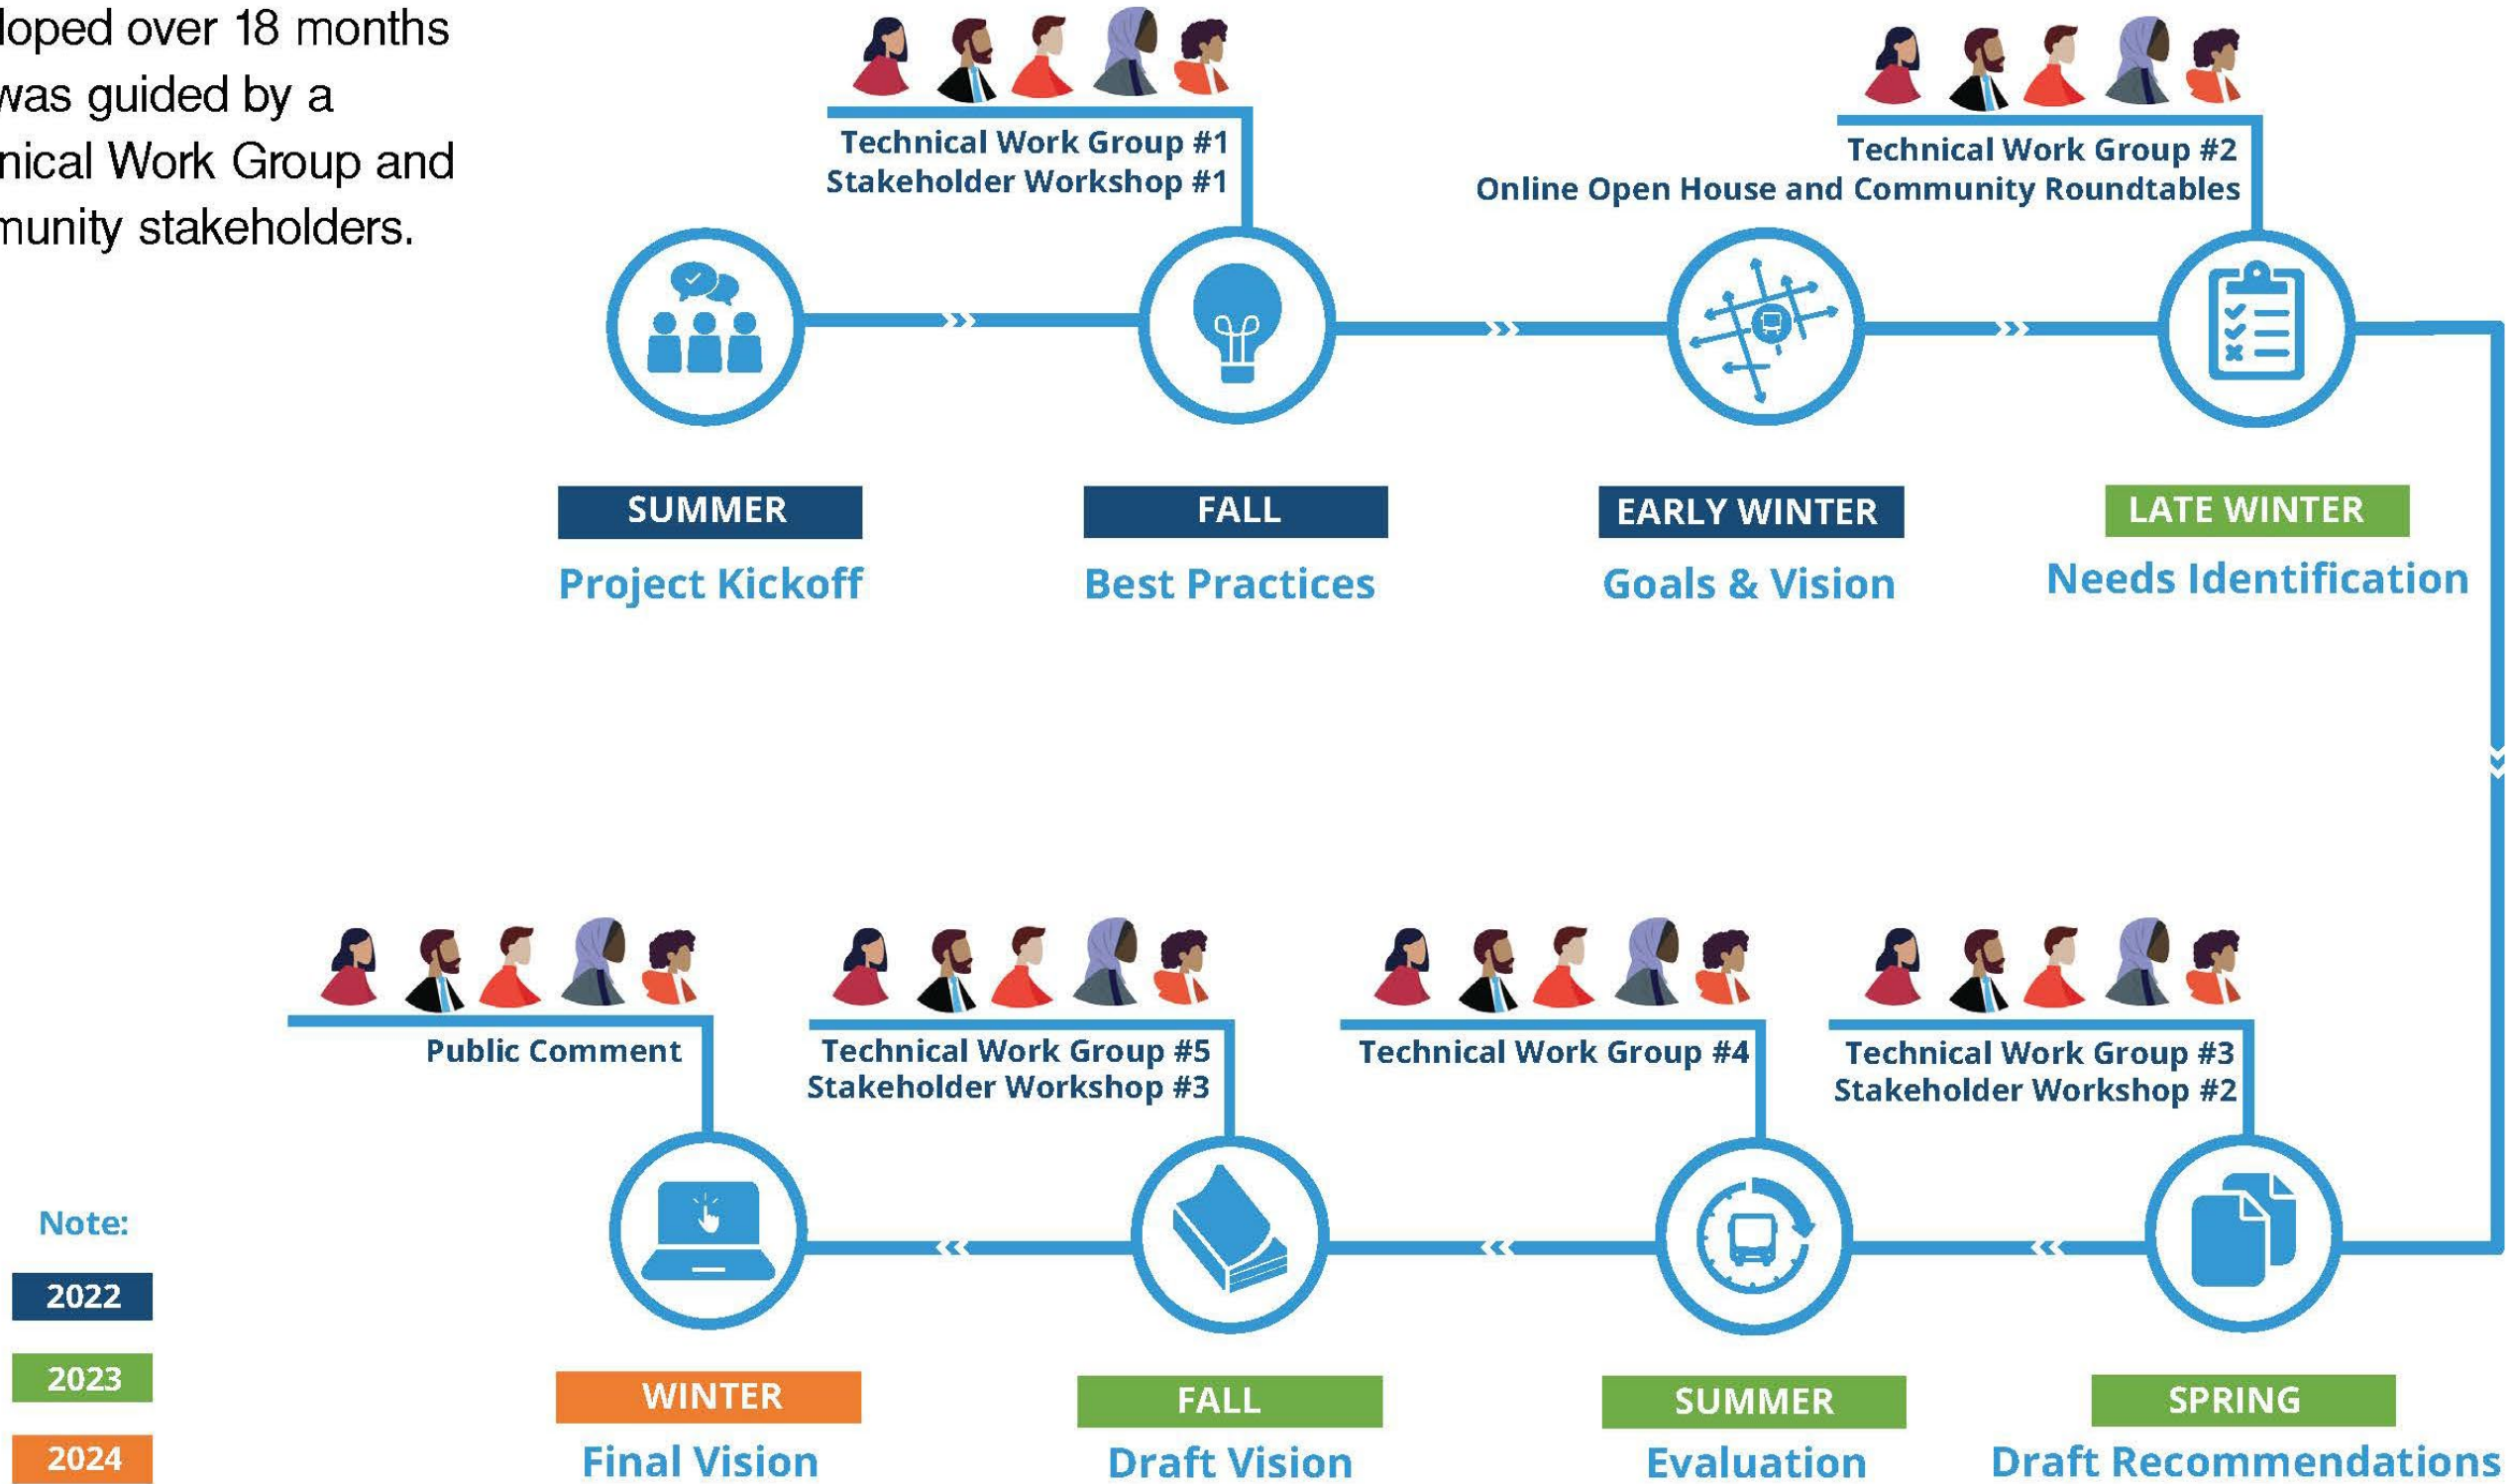 loped over 18 months
was guided by a
nical Work Group and
munity stakeholders.
Technical Work Group #1
Stakeholder Workshop #1
Technical Work Group #2
Online Open House and Community Roundtables
SUMMER
Project Kickoff
FALL
Best Practices
EARLY WINTER
Goals & Vision
LATE WINTER
Needs Identification
Public Comment
Technical Work Group #5
Stakeholder Workshop #3
Technical Work Group #4
Technical Work Group #3
Stakeholder Workshop #2
WINTER
Final Vision
FALL
Draft Vision
SUMMER
Evaluation
SPRING
Draft Recommendations
Note:
2022
2023
2024